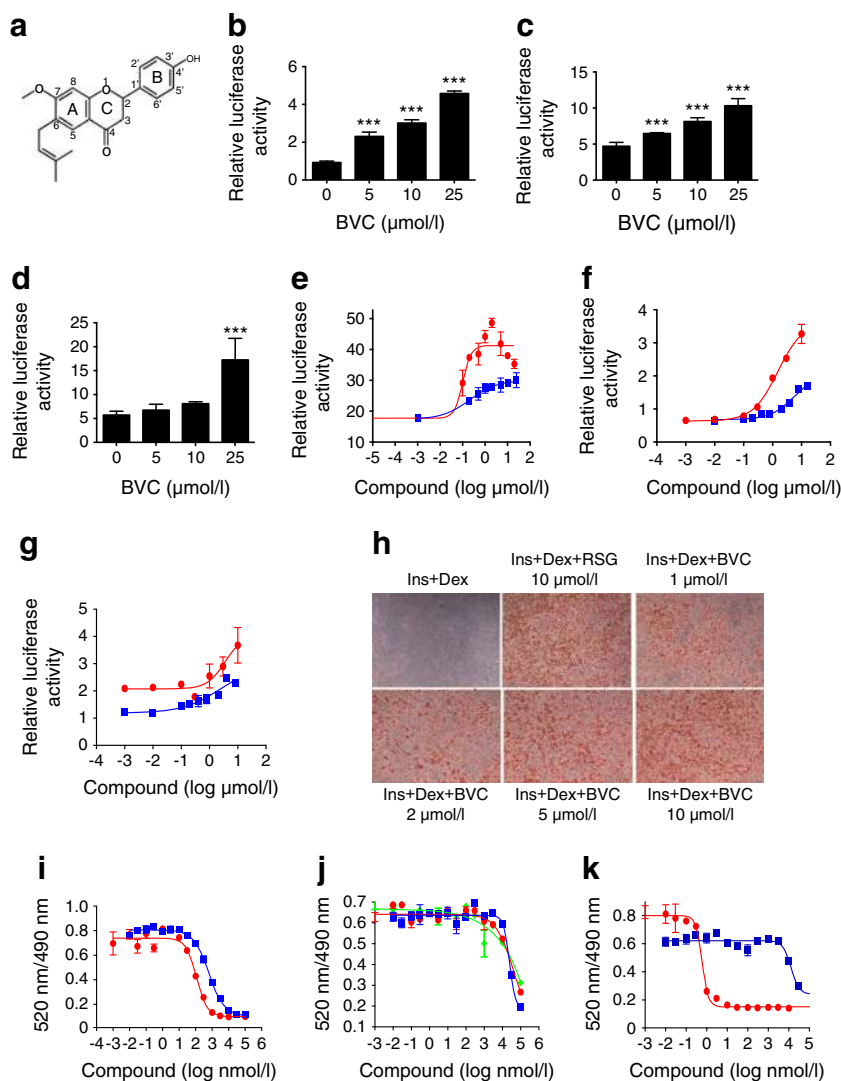 a
OH
3'
2'
4'
B
8
1
O
1'
5'
7
O
2
6'
A
C
6
3
5
4
O
b
Relative luciferase
activity
6
4
2
0
***
***
***
0
5
10
25
BVC (µmol/l)
c
Relative luciferase
activity
15
10
5
0
***
***
***
0
5
10
25
BVC (µmol/l)
d
Relative luciferase
activity
25
20
15
10
5
0
***
0
5
10
25
BVC (µmol/l)
e
Relative luciferase
activity
50
40
30
20
10
-5 -4 -3 -2 -1 0 1 2
Compound (log µmol/l)
f
Relative luciferase
activity
4
3
2
1
0
-4 -3 -2 -1 0 1 2
Compound (log µmol/l)
g
Relative luciferase
activity
5
4
3
2
1
0
-4 -3 -2 -1 0 1 2
Compound (log µmol/l)
h
Ins+Dex
Ins+Dex+RSG
10 µmol/l
Ins+Dex+BVC
1 µmol/l
Ins+Dex+BVC
2 µmol/l
Ins+Dex+BVC
5 µmol/l
Ins+Dex+BVC
10 µmol/l
i
520 nm/490 nm
1.0
0.8
0.6
0.4
0.2
0
-4 -3 -2 -1 0 1 2 3 4 5 6
Compound (log nmol/l)
j
520 nm/490 nm
0.7
0.6
0.5
0.4
0.3
0.2
0.1
-3 -2 -1 0 1 2 3 4 5 6
Compound (log nmol/l)
k
520 nm/490 nm
0.8
0.6
0.4
0.2
0
-3 -2 -1 0 1 2 3 4 5
Compound (log nmol/l)